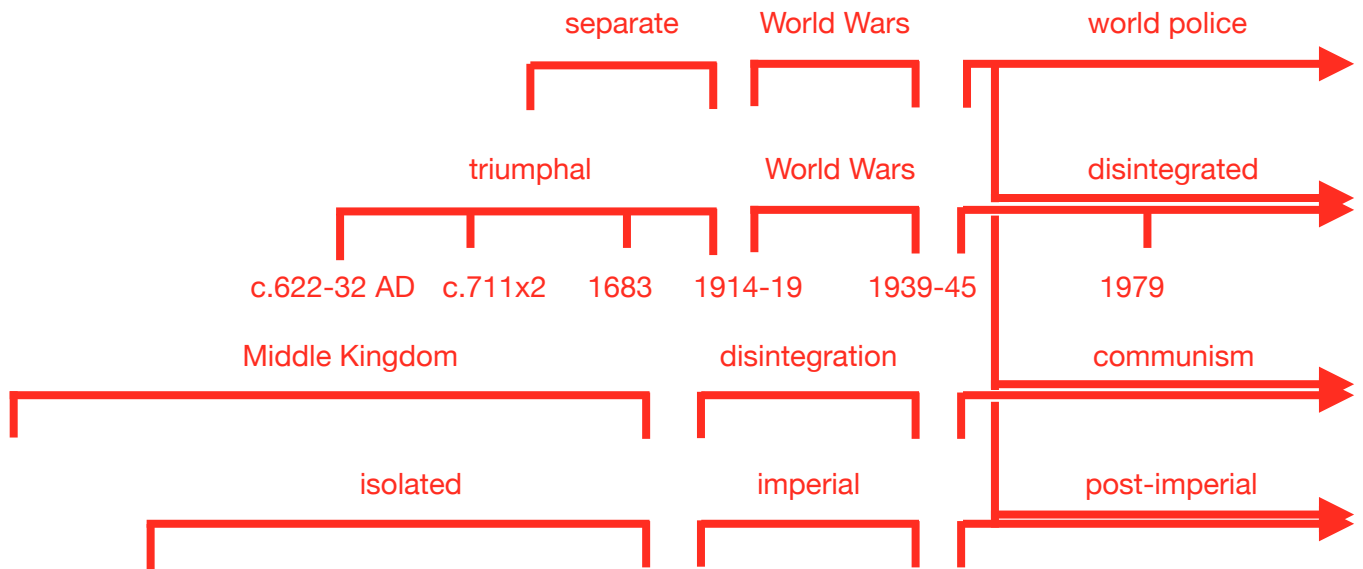 separate World Wars world police
triumphal World Wars disintegrated
c.622-32 AD c.711x2 1683 1914-19 1939-45 1979
Middle Kingdom disintegration communism
isolated imperial post-imperial